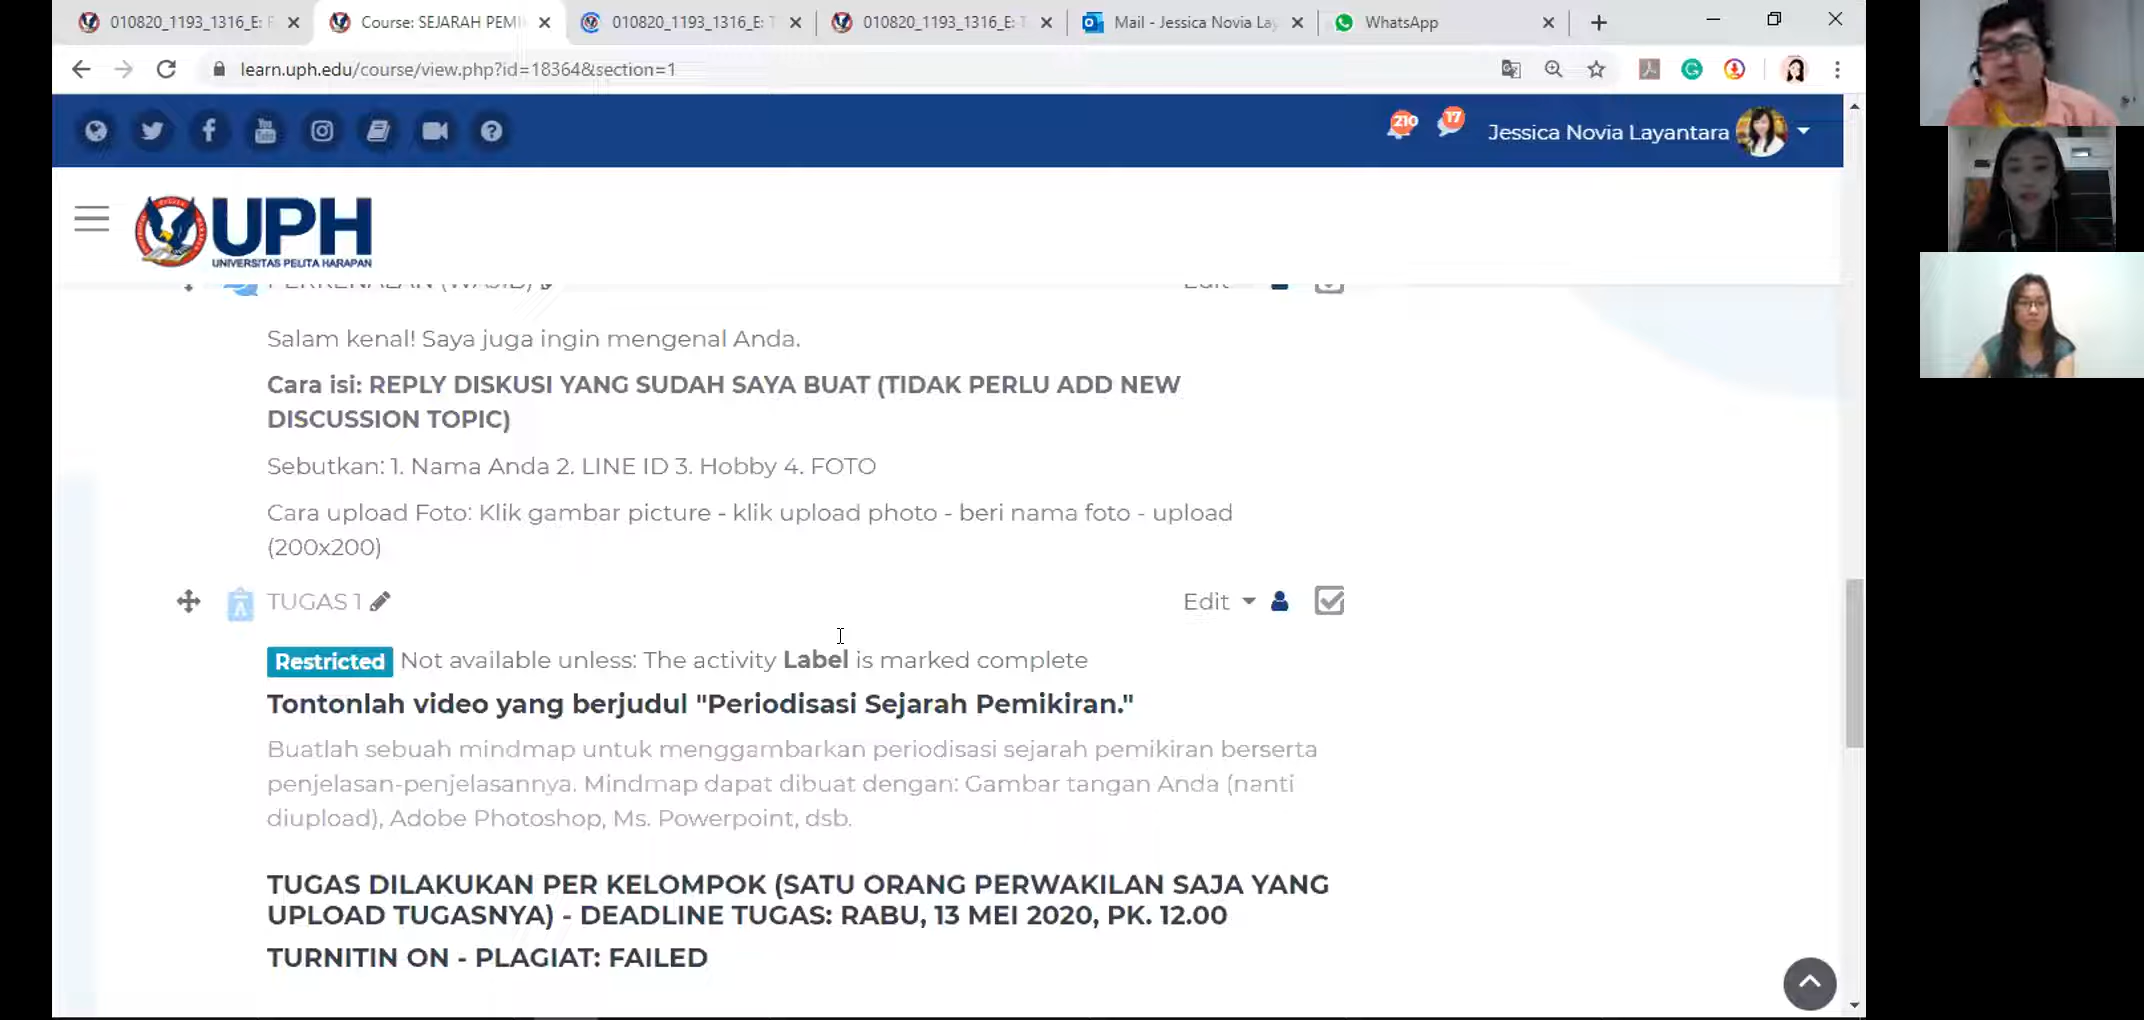 010820_1193_1316_E: F
Course: SEJARAH PEMI
010820_1193_1316_E: T
010820_1193_1316_E: T
Mail - Jessica Novia Lay
WhatsApp
learn.uph.edu/course/view.php?id=18364&section=1
210
17
Jessica Novia Layantara
UPH
UNIVERSITAS PELITA HARAPAN
PERKENALAN (WAJIB)
Edit
Salam kenal! Saya juga ingin mengenal Anda.
Cara isi: REPLY DISKUSI YANG SUDAH SAYA BUAT (TIDAK PERLU ADD NEW
DISCUSSION TOPIC)
Sebutkan: 1. Nama Anda 2. LINE ID 3. Hobby 4. FOTO
Cara upload Foto: Klik gambar picture - klik upload photo - beri nama foto - upload
(200x200)
TUGAS 1
Edit
Restricted Not available unless: The activity Label is marked complete
Tontonlah video yang berjudul "Periodisasi Sejarah Pemikiran."
Buatlah sebuah mindmap untuk menggambarkan periodisasi sejarah pemikiran berserta
penjelasan-penjelasannya. Mindmap dapat dibuat dengan: Gambar tangan Anda (nanti
diupload), Adobe Photoshop, Ms. Powerpoint, dsb.
TUGAS DILAKUKAN PER KELOMPOK (SATU ORANG PERWAKILAN SAJA YANG
UPLOAD TUGASNYA) - DEADLINE TUGAS: RABU, 13 MEI 2020, PK. 12.00
TURNITIN ON - PLAGIAT: FAILED